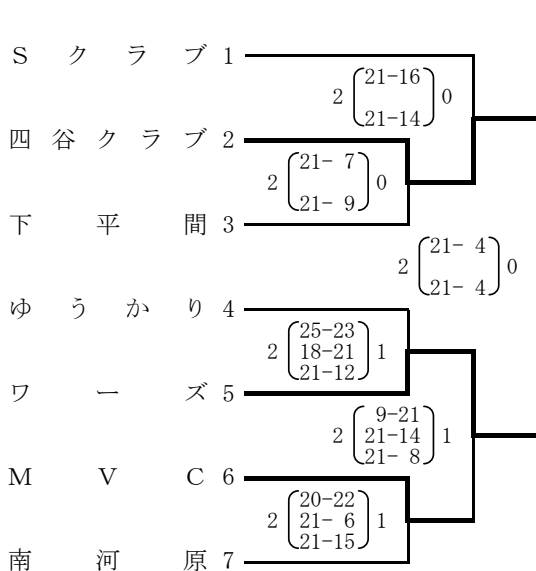 Ｓクラブ 1
2 21-16 0
21-14
四谷クラブ 2
2 21- 7 0
21- 9
下平間 3
2 21- 4 0
21- 4
ゆうかり 4
2 25-23 1
18-21
21-12
ワーズ 5
2 9-21 1
21-14
21- 8
ＭＶＣ 6
2 20-22 1
21- 6
21-15
南河原 7